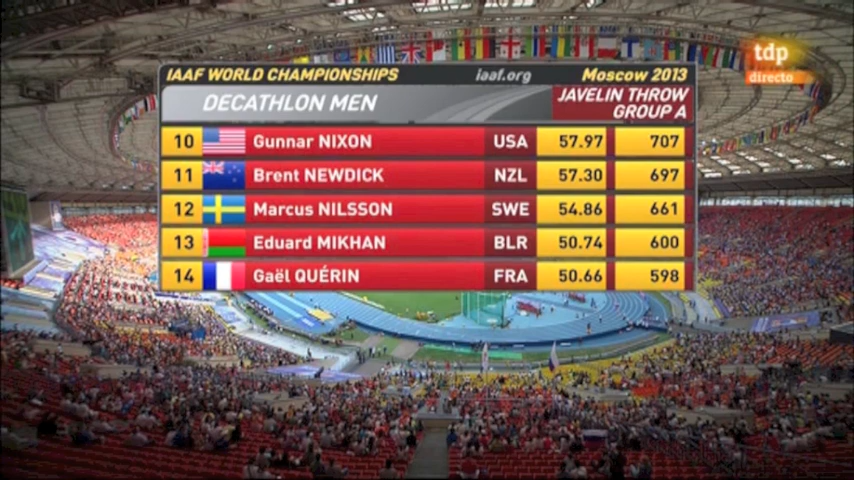 IAAF WORLD CHAMPIONSHIPS iaaf.org Moscow 2013
DECATHLON MEN JAVELIN THROW
GROUP A
10 Gunnar NIXON USA 57.97 707
11 Brent NEWDICK NZL 57.30 697
12 Marcus NILSSON SWE 54.86 661
13 Eduard MIKHAN BLR 50.74 600
14 Gaël QUÉRIN FRA 50.66 598
tdp
directo